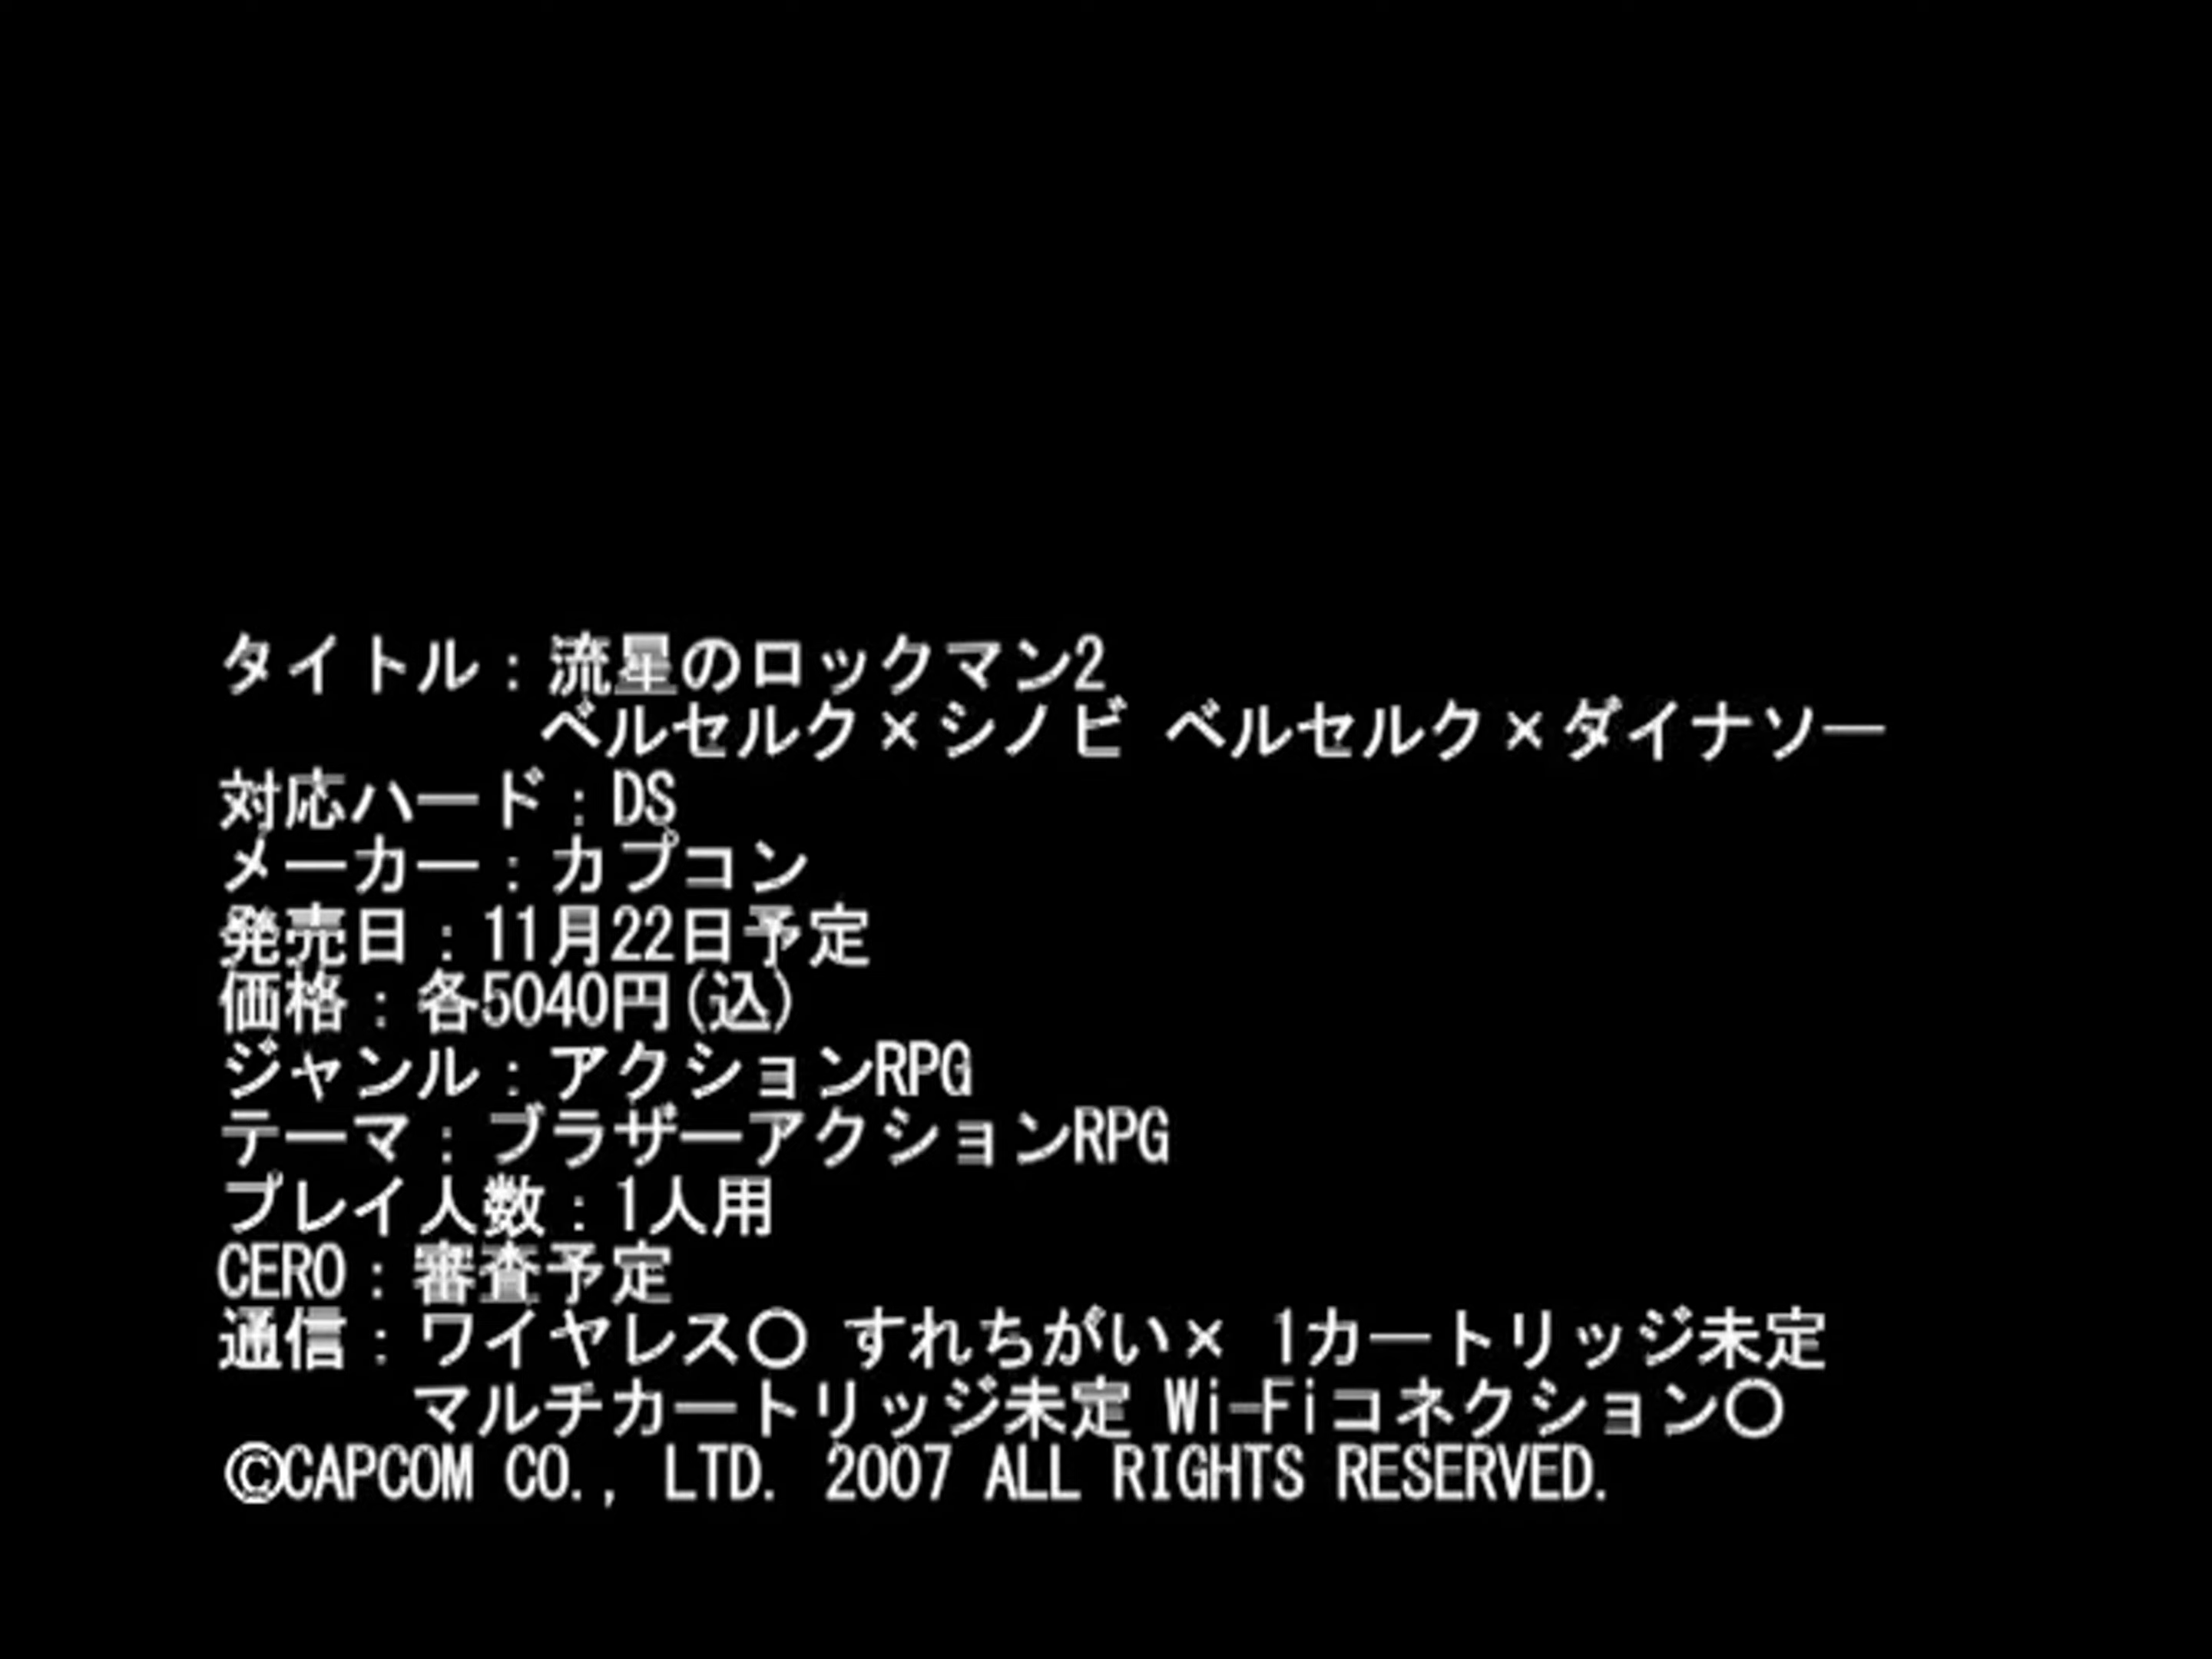 タイトル：流星のロックマン2
ベルセルク×シノビ ベルセルク×ダイナソー
対応ハード：DS
メーカー：カプコン
発売日：11月22日予定
価格：各5040円(込)
ジャンル：アクションRPG
テーマ：ブラザーアクションRPG
プレイ人数：1人用
CERO：審査予定
通信：ワイヤレス〇 すれちがい× 1カートリッジ未定
マルチカートリッジ未定 Wi-Fiコネクション〇
©CAPCOM CO., LTD. 2007 ALL RIGHTS RESERVED.